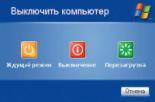 Выключить компьютер
Ждущий режим
Выключение
Перезагрузка
Отмена